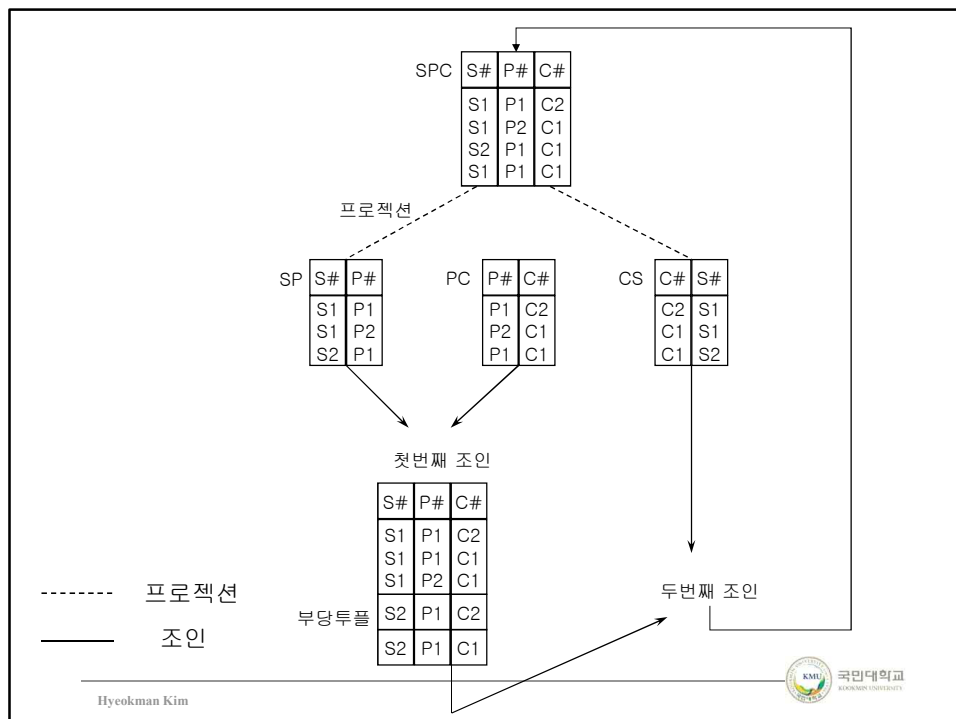 SPC S# P# C#
S1 P1 C2
S1 P2 C1
S2 P1 C1
S1 P1 C1
프로젝션
SP S# P#
S1 P1
S1 P2
S2 P1
PC P# C#
P1 C2
P2 C1
P1 C1
CS C# S#
C2 S1
C1 S1
C1 S2
첫번째 조인
S# P# C#
S1 P1 C2
S1 P1 C1
S1 P2 C1
부당투플 S2 P1 C2
S2 P1 C1
두번째 조인
프로젝션
조인
Hyeokman Kim
KMU
국민대학교
KOOKMIN UNIVERSITY